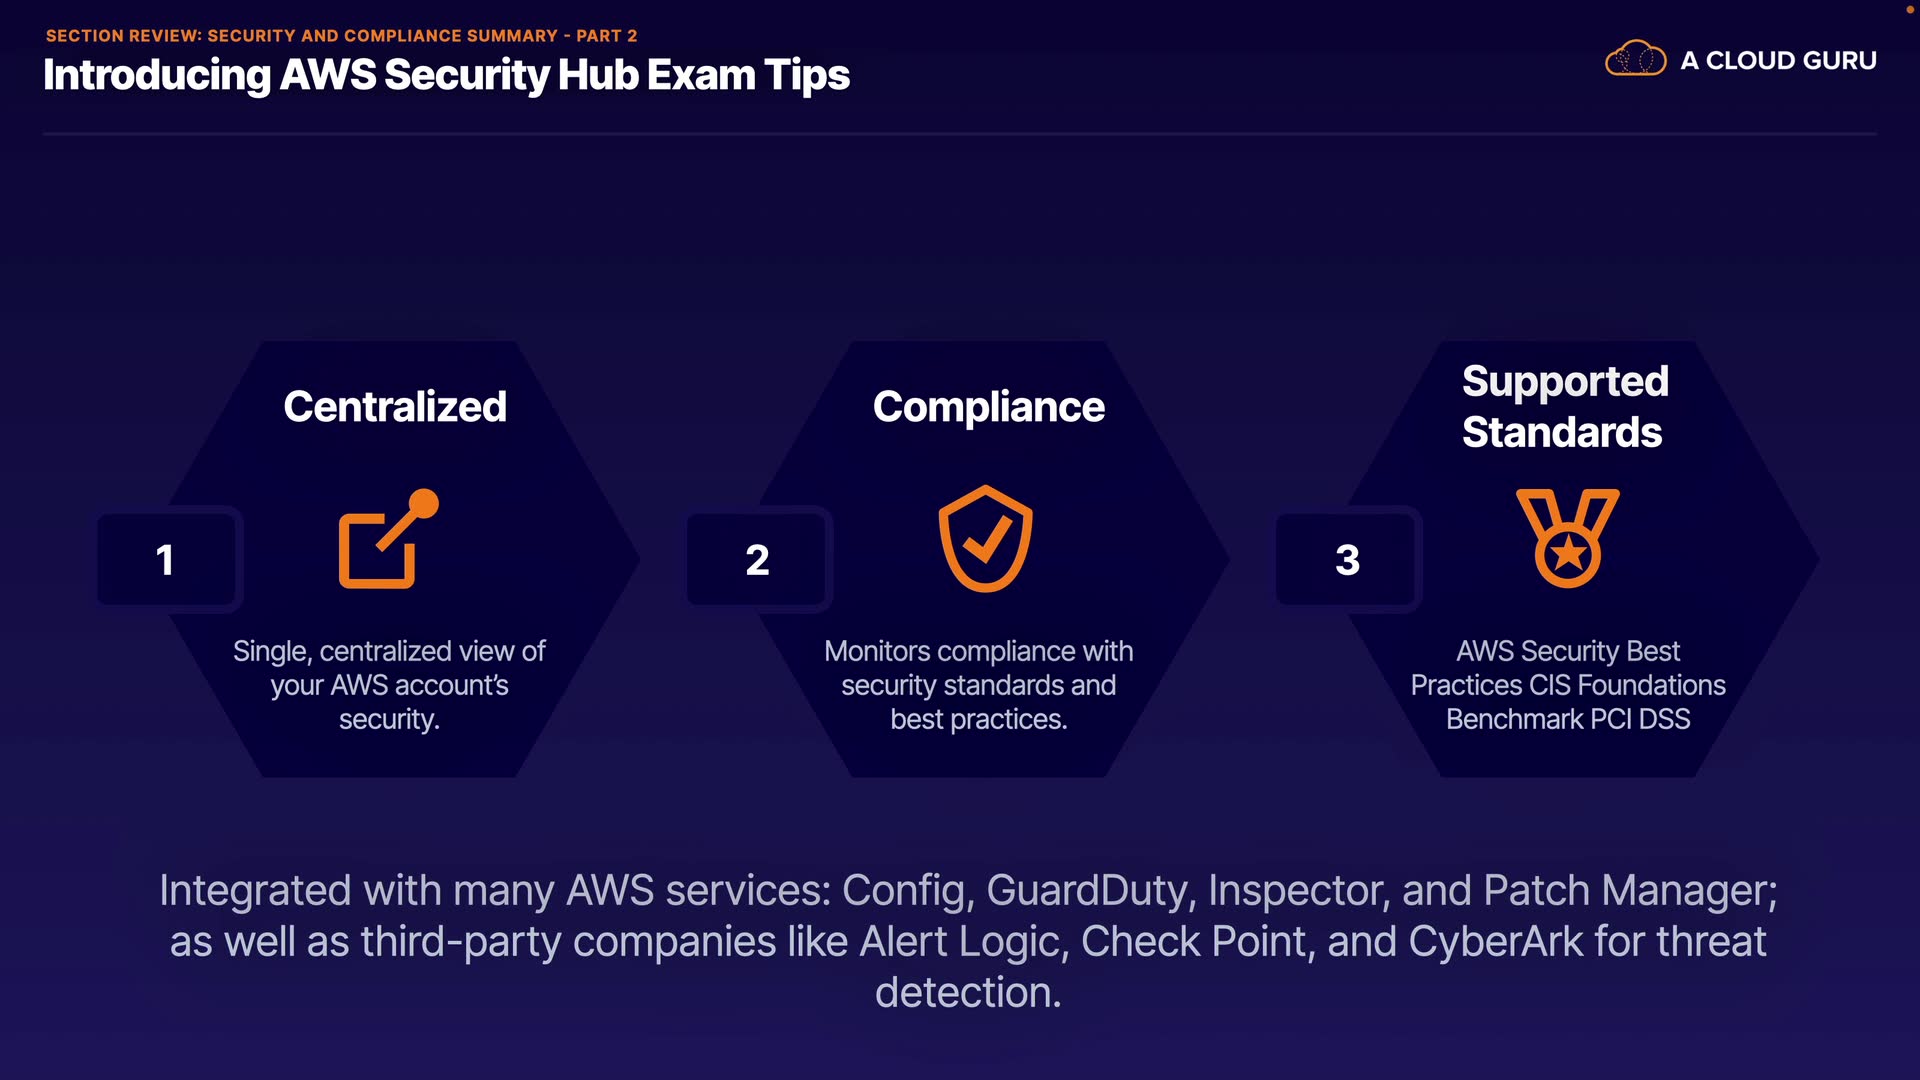 SECTION REVIEW: SECURITY AND COMPLIANCE SUMMARY - PART 2
Introducing AWS Security Hub Exam Tips
A CLOUD GURU
1
Centralized
Single, centralized view of
your AWS account’s
security.
2
Compliance
Monitors compliance with
security standards and
best practices.
3
Supported
Standards
AWS Security Best
Practices CIS Foundations
Benchmark PCI DSS
Integrated with many AWS services: Config, GuardDuty, Inspector, and Patch Manager;
as well as third-party companies like Alert Logic, Check Point, and CyberArk for threat
detection.